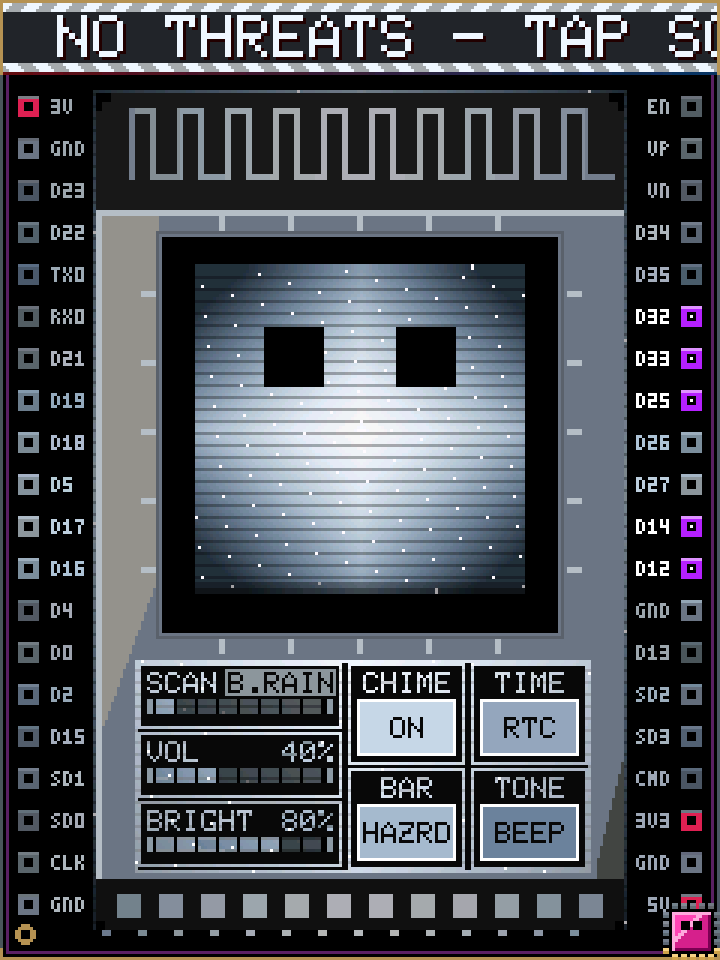 NO THREATS - TAP SC
3V EN
GND VP
D23 VN
D22 D34
TX0 D35
RX0 D32
D21 D33
D19 D25
D18 D26
D5 D27
D17 D14
D16 D12
D4 GND
D0 D13
D2 SD2
D15 SD3
SD1 CMD
SD0 3V3
CLK GND
GND 5V
SCAN B.RAIN
VOL 40%
BRIGHT 80%
CHIME
ON
TIME
RTC
BAR
HAZRD
TONE
BEEP